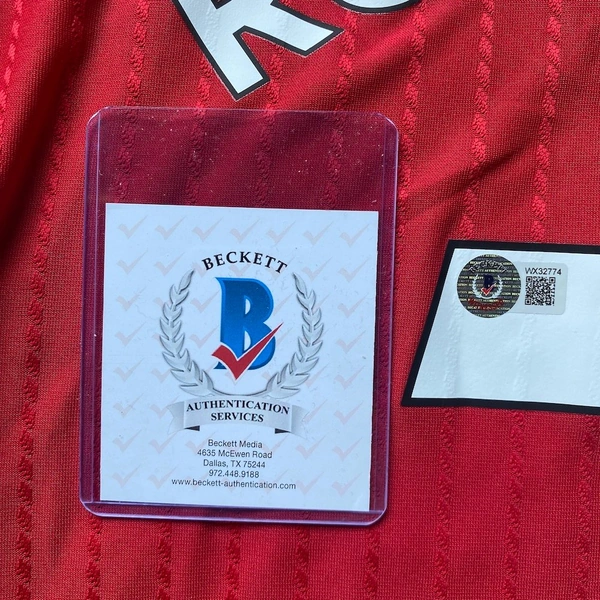 R
BECKETT
B
AUTHENTICATION
SERVICES
Beckett Media
4635 McEwen Road
Dallas, TX 75244
972.448.9188
www.beckett-authentication.com
WX32774